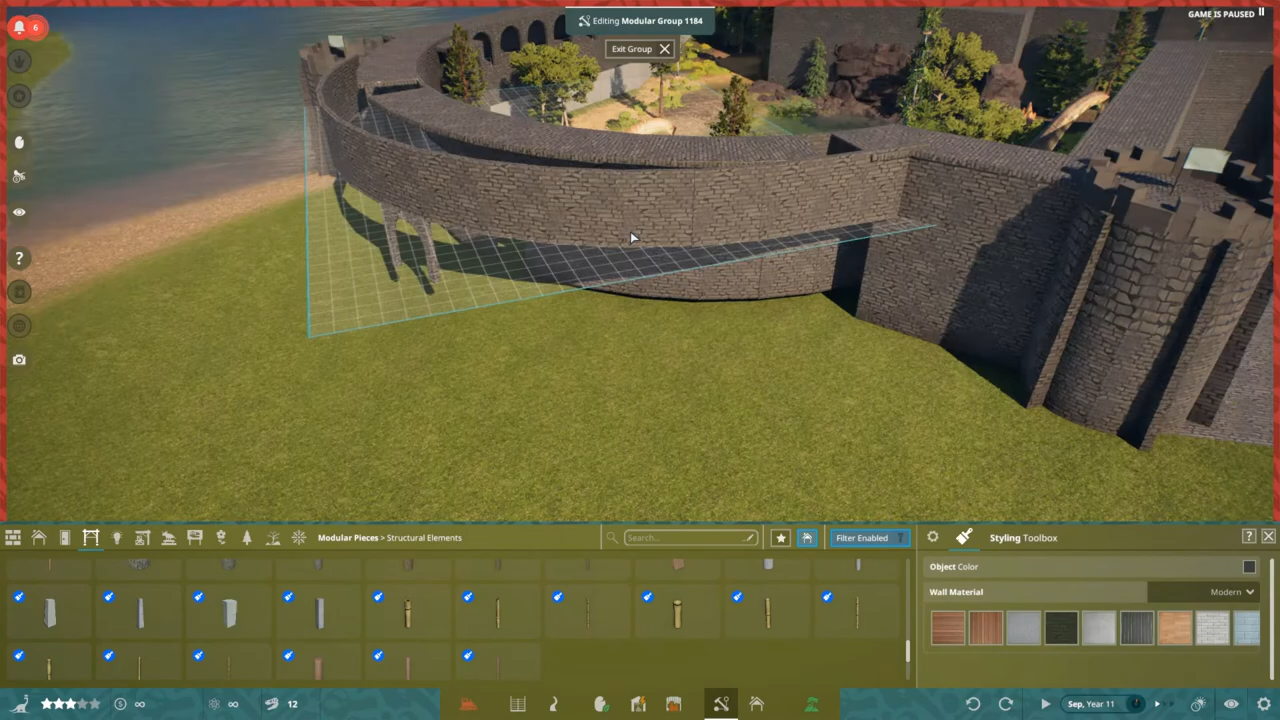 6
Editing Modular Group 1184
GAME IS PAUSED
Exit Group
?
Modular Pieces > Structural Elements
Search...
Filter Enabled
Styling Toolbox
?
Object Color
Wall Material
Modern
∞
∞
12
Sep, Year 11